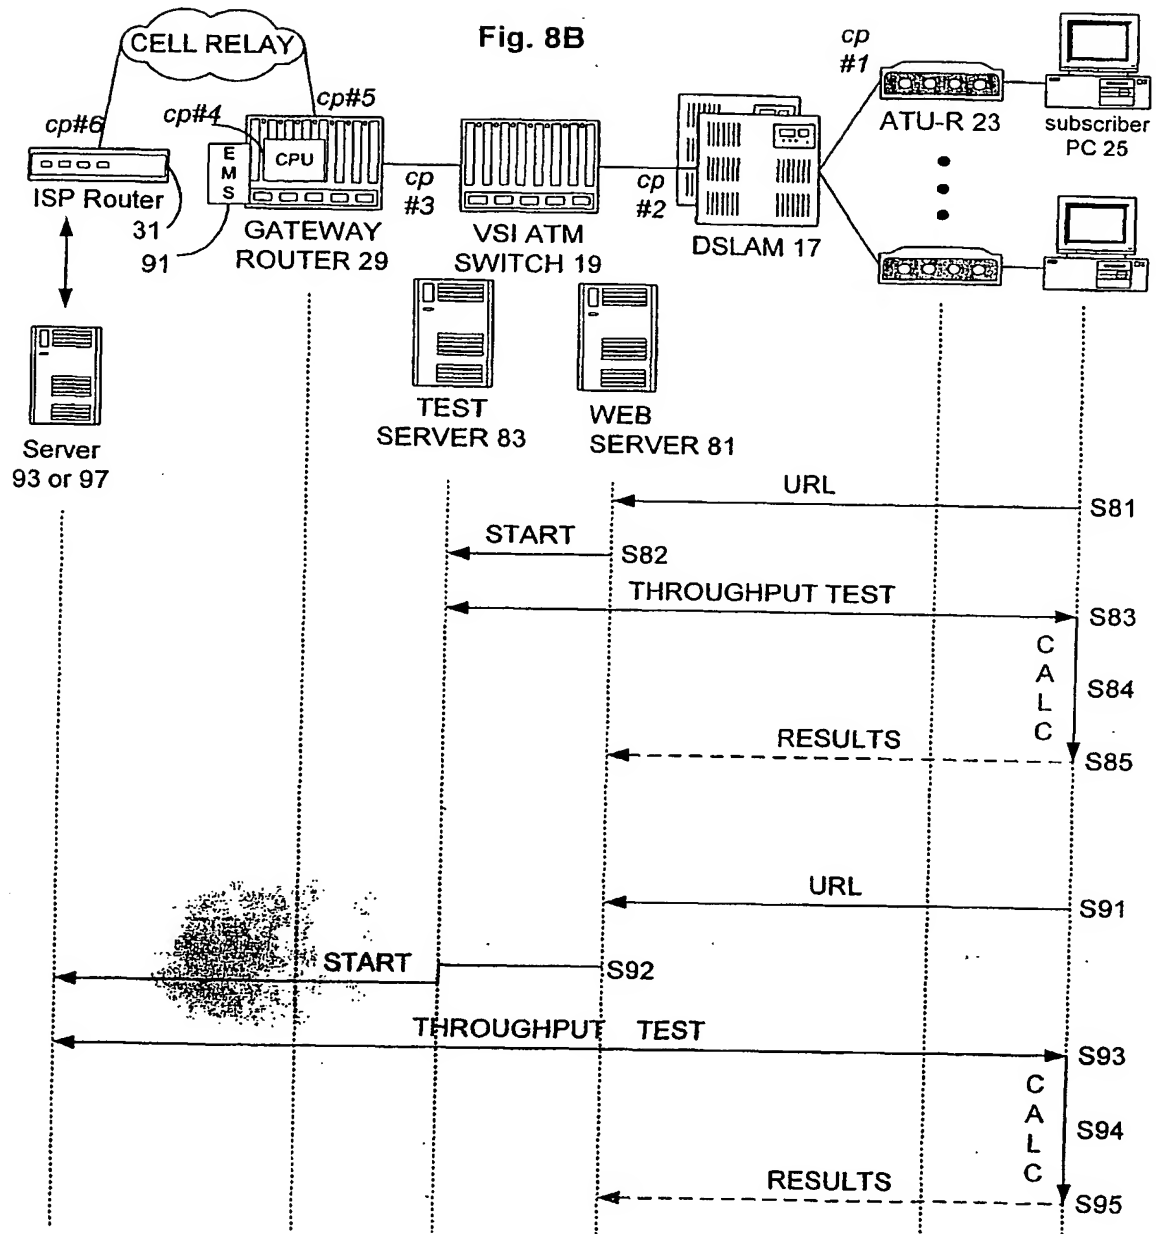 Fig. 8B
CELL RELAY
cp
#1
cp#6
cp#4
cp#5
ATU-R 23
subscriber
PC 25
EMS
CPU
ISP Router
31
91
GATEWAY
ROUTER 29
cp
#3
VSI ATM
SWITCH 19
cp
#2
DSLAM 17
TEST
SERVER 83
WEB
SERVER 81
Server
93 or 97
URL
S81
START
S82
THROUGHPUT TEST
S83
CALC
S84
RESULTS
S85
URL
S91
START
S92
THROUGHPUT TEST
S93
CALC
S94
RESULTS
S95